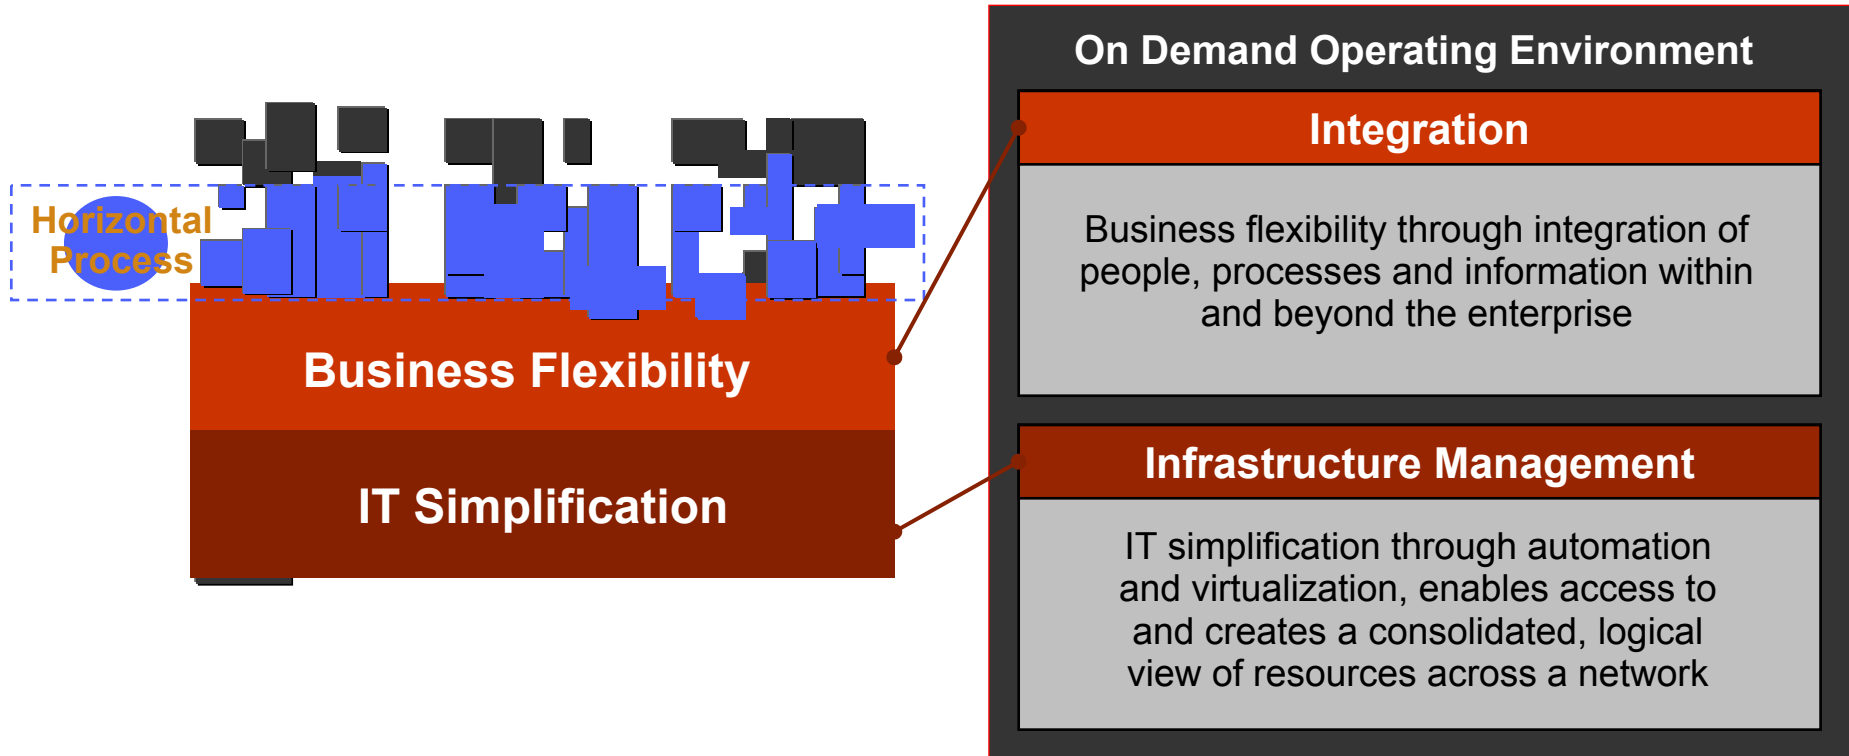 Horizontal
Process
Business Flexibility
IT Simplification
On Demand Operating Environment
Integration
Business flexibility through integration of
people, processes and information within
and beyond the enterprise
Infrastructure Management
IT simplification through automation
and virtualization, enables access to
and creates a consolidated, logical
view of resources across a network